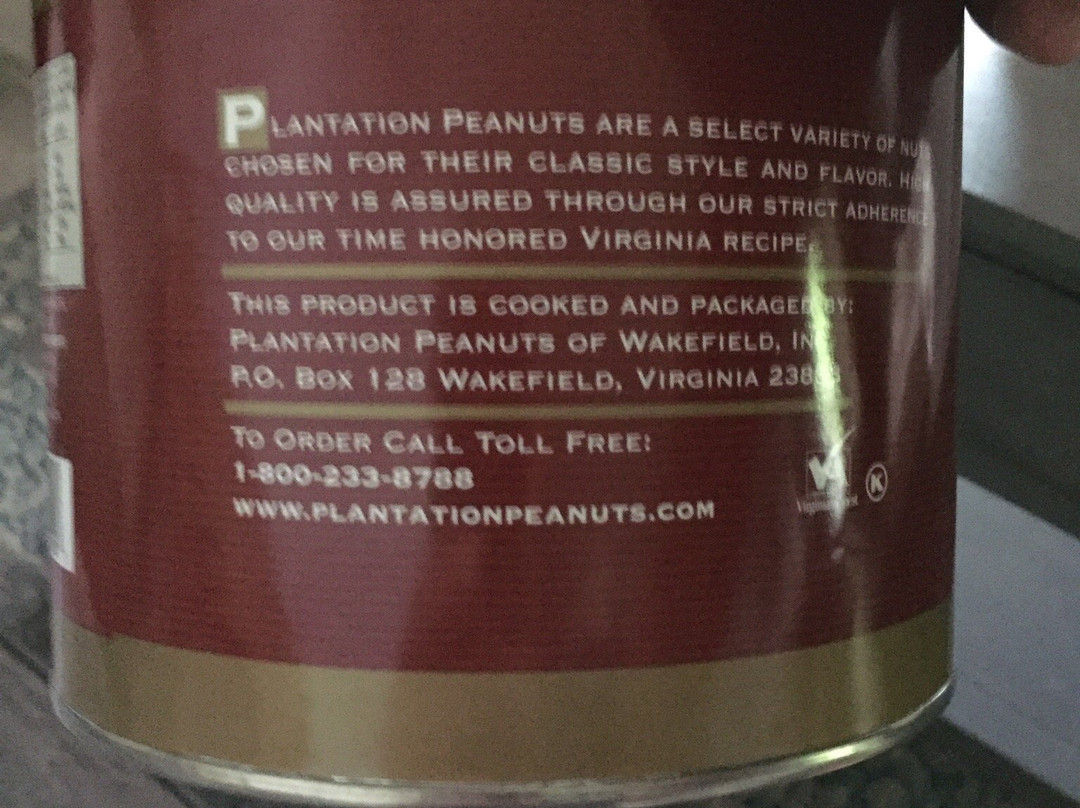 PLANTATION PEANUTS ARE A SELECT VARIETY OF
CHOSEN FOR THEIR CLASSIC STYLE AND FLAVOR.
QUALITY IS ASSURED THROUGH OUR STRICT ADHERENCE
TO OUR TIME HONORED VIRGINIA RECIPE.
THIS PRODUCT IS COOKED AND PACKAGED BY:
PLANTATION PEANUTS OF WAKEFIELD,
P.O. BOX 128 WAKEFIELD, VIRGINIA
TO ORDER CALL TOLL FREE:
1-800-233-8788
WWW.PLANTATIONPEANUTS.COM
K